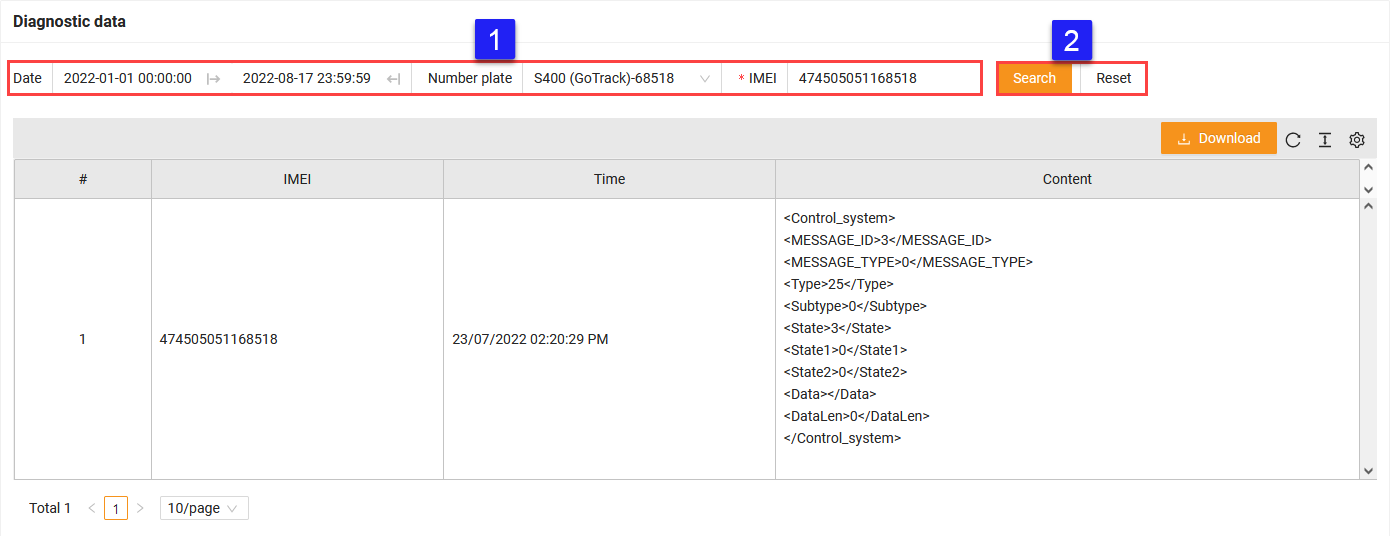 Diagnostic data
1
2
Date 2022-01-01 00:00:00 2022-08-17 23:59:59 Number plate S400 (GoTrack)-68518 * IMEI 474505051168518 Search Reset
Download
# IMEI Time Content
<Control_system>
<MESSAGE_ID>3</MESSAGE_ID>
<MESSAGE_TYPE>0</MESSAGE_TYPE>
<Type>25</Type>
<Subtype>0</Subtype>
<State>3</State>
1 474505051168518 23/07/2022 02:20:29 PM
<State1>0</State1>
<State2>0</State2>
<Data></Data>
<DataLen>0</DataLen>
</Control_system>
Total 1 < 1 > 10/page